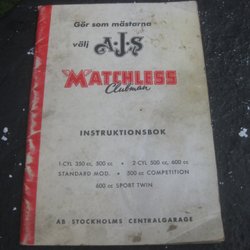 Gör som mästarna
välj A·J·S
MATCHLESS
Clubman
INSTRUKTIONSBOK
1-CYL 350 cc, 500 cc • 2-CYL 500 cc, 600 cc
STANDARD MOD. • 500 cc COMPETITION
600 cc SPORT TWIN
AB STOCKHOLMS CENTRALGARAGE